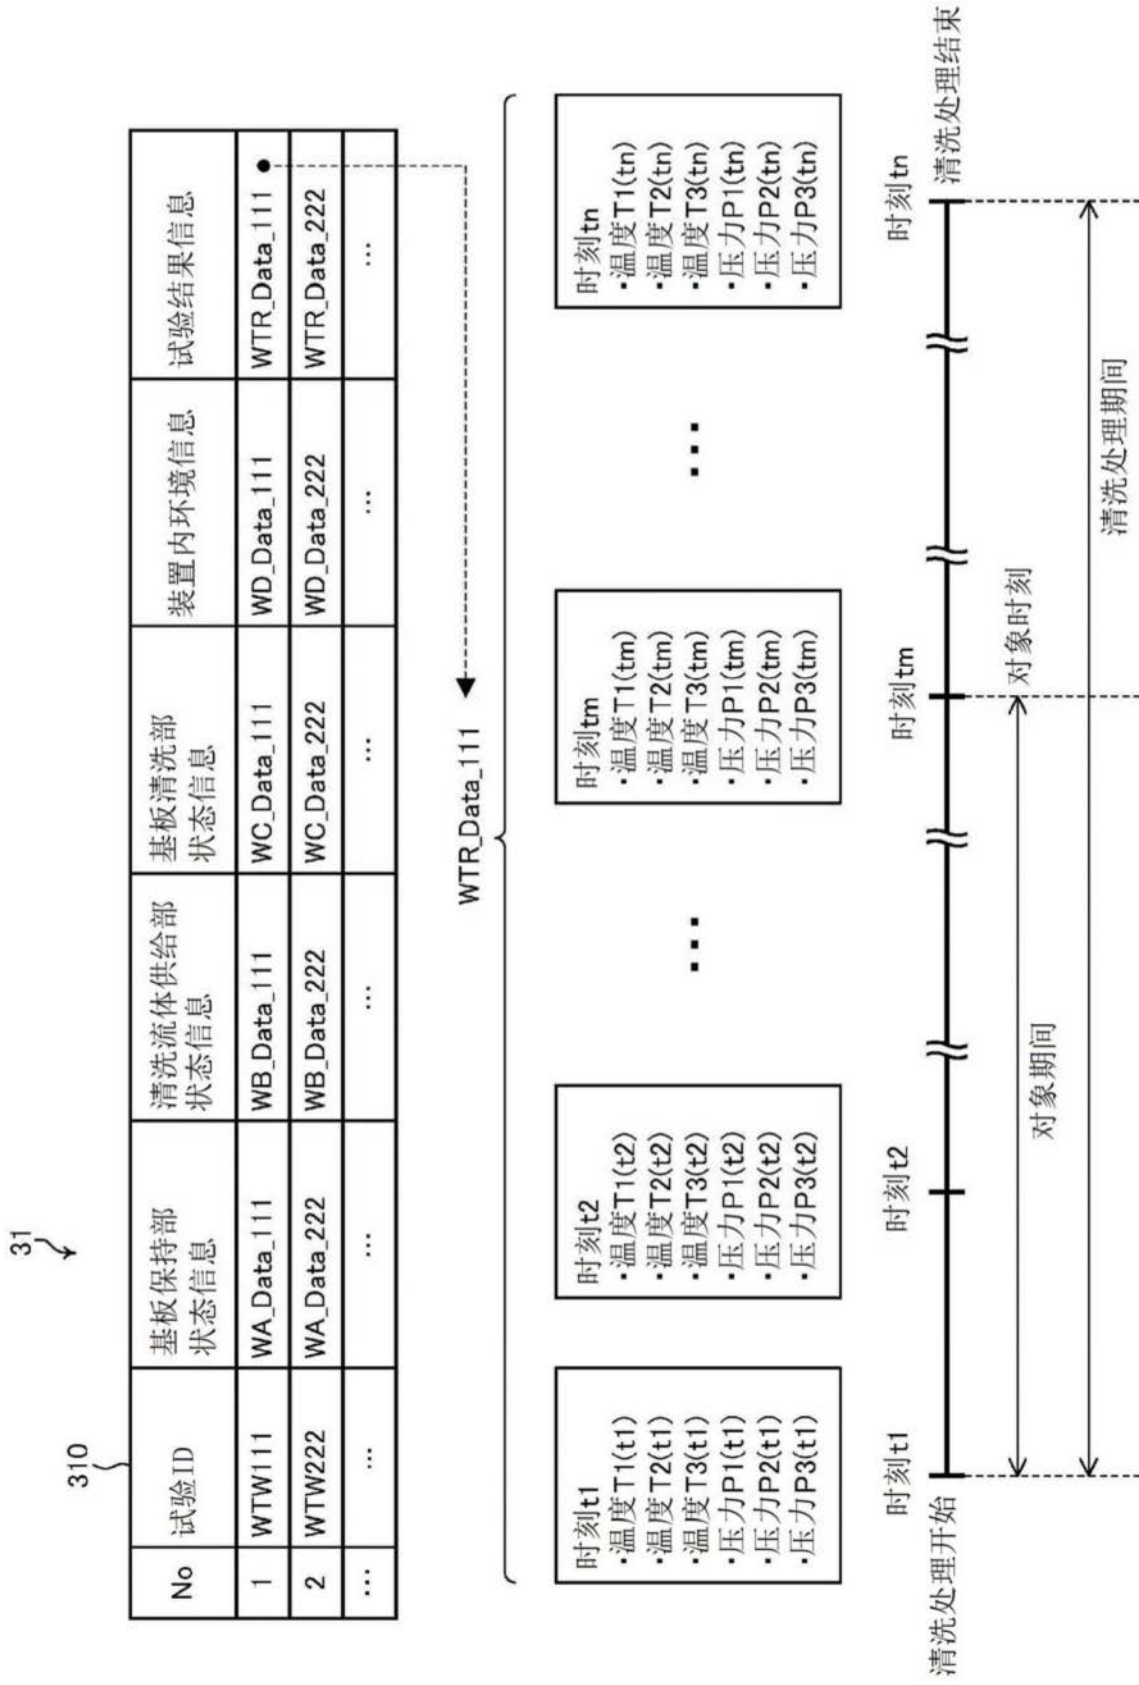 31
310
No
试验ID
基板保持部
状态信息
清洗流体供给部
状态信息
基板清洗部
状态信息
装置内环境信息
试验结果信息
1
WTW111
WA_Data_111
WB_Data_111
WC_Data_111
WD_Data_111
WTR_Data_111
2
WTW222
WA_Data_222
WB_Data_222
WC_Data_222
WD_Data_222
WTR_Data_222
...
...
...
...
...
...
...
WTR_Data_111
时刻t1
·温度T1(t1)
·温度T2(t1)
·温度T3(t1)
·压力P1(t1)
·压力P2(t1)
·压力P3(t1)
时刻t2
·温度T1(t2)
·温度T2(t2)
·温度T3(t2)
·压力P1(t2)
·压力P2(t2)
·压力P3(t2)
...
时刻tm
·温度T1(tm)
·温度T2(tm)
·温度T3(tm)
·压力P1(tm)
·压力P2(tm)
·压力P3(tm)
...
时刻tn
·温度T1(tn)
·温度T2(tn)
·温度T3(tn)
·压力P1(tn)
·压力P2(tn)
·压力P3(tn)
时刻t1
时刻t2
时刻tm
时刻tn
清洗处理开始
对象时刻
清洗处理结束
对象期间
清洗处理期间